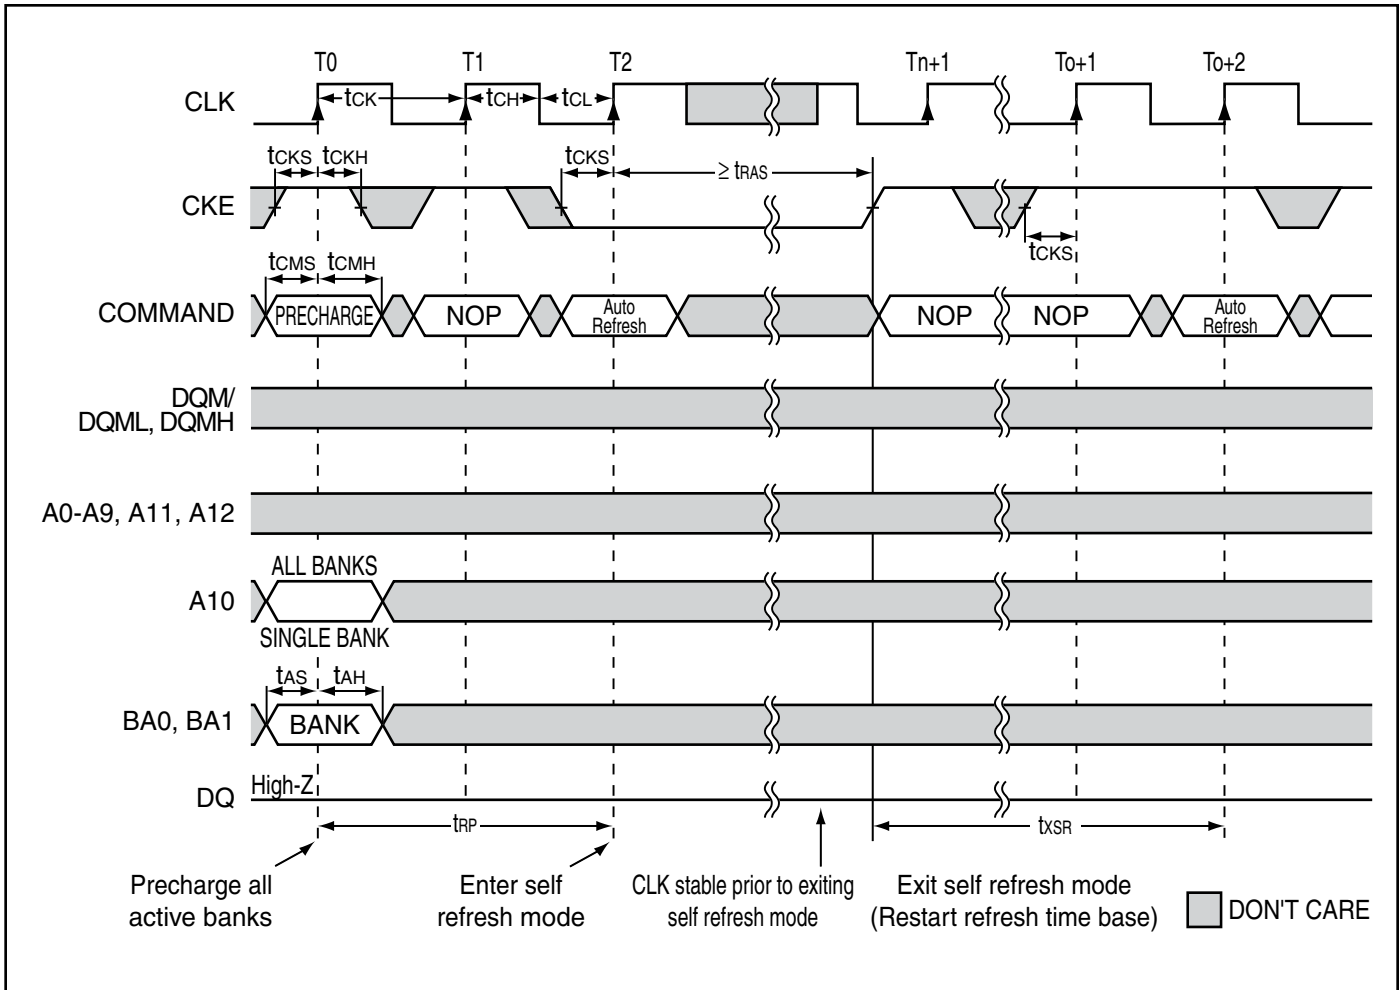 T0 T1 T2 Tn+1 To+1 To+2
CLK tCK tCH tCL
tCKS tCKH tCKS ≥ tRAS
CKE
tCKS
tCMS tCMH
COMMAND PRECHARGE NOP Auto Refresh NOP NOP Auto Refresh
DQM/
DQML, DQMH
A0-A9, A11, A12
ALL BANKS
A10
SINGLE BANK
tAS tAH
BA0, BA1 BANK
High-Z
DQ
tRP tXSR
Precharge all
active banks
Enter self
refresh mode
CLK stable prior to exiting
self refresh mode
Exit self refresh mode
(Restart refresh time base)
DON'T CARE